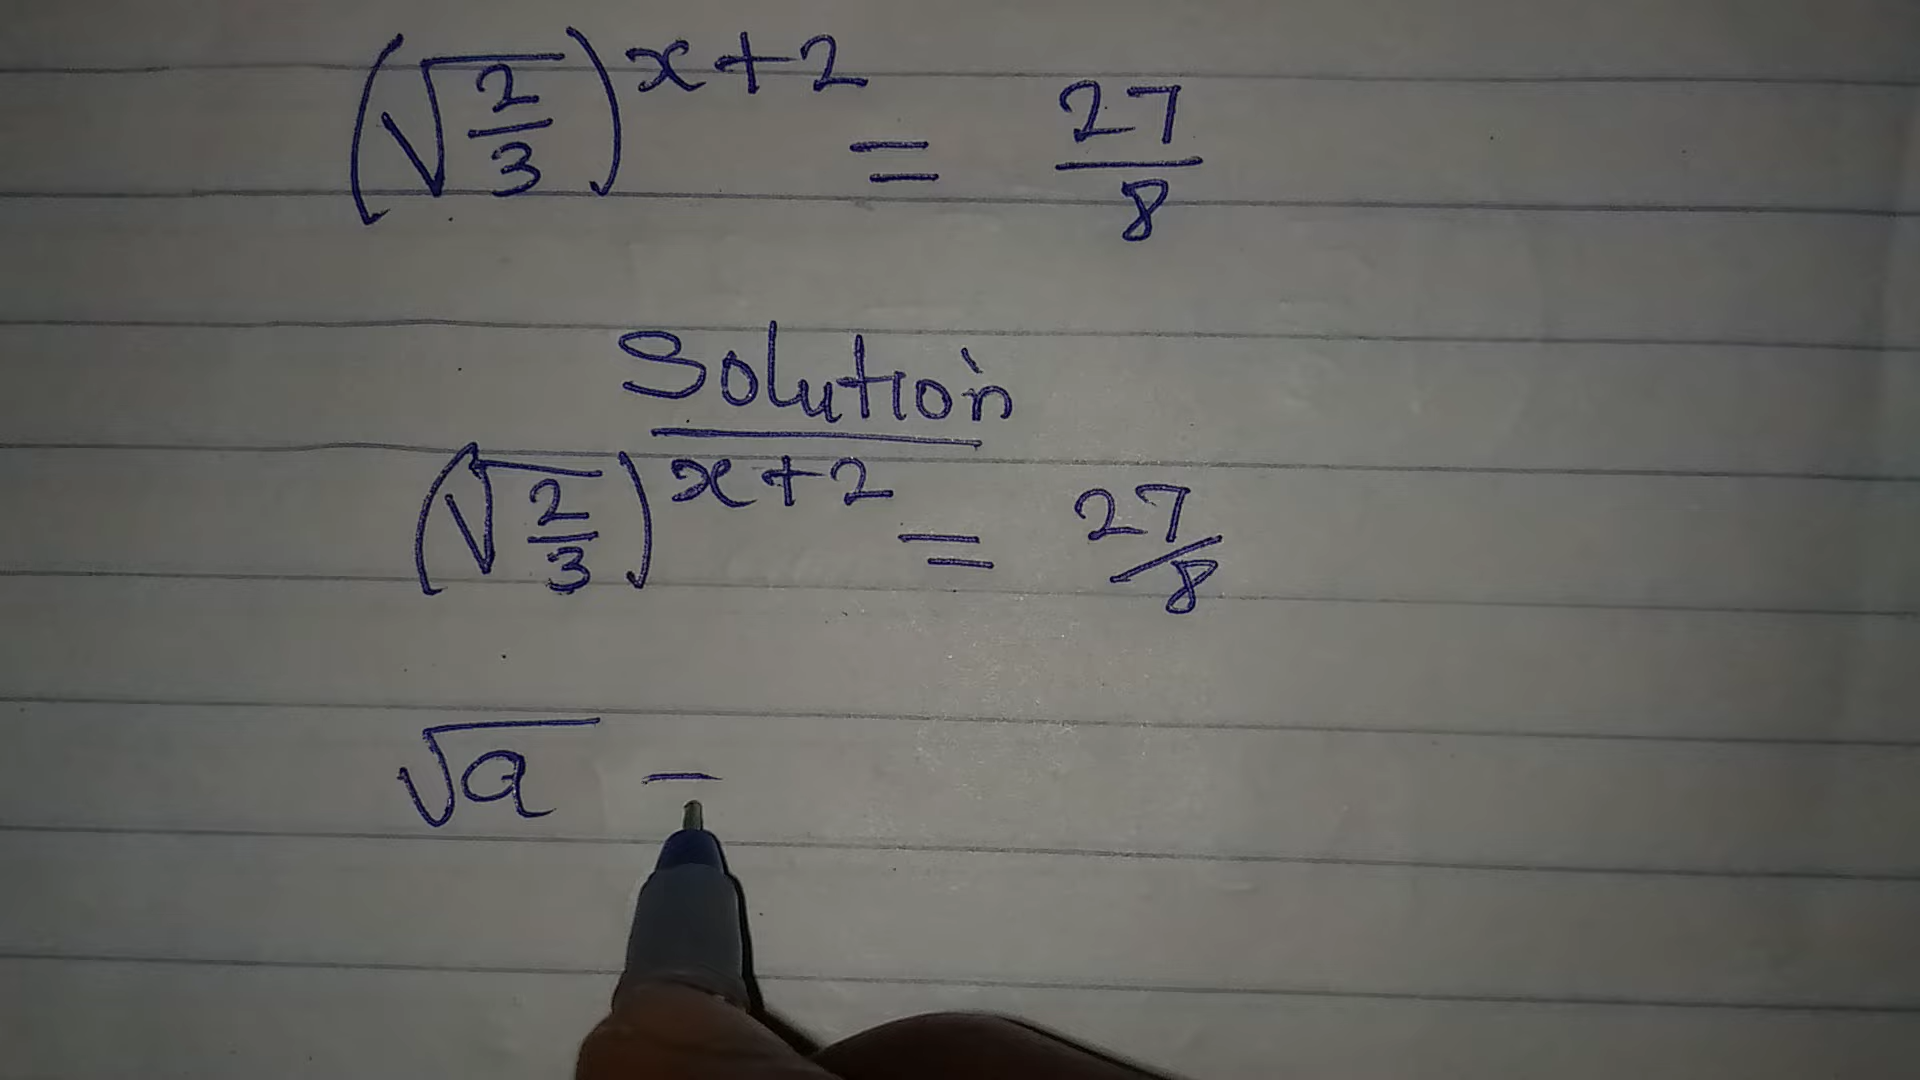 (√2/3)^x+2 = 27/8
Solution
(√2/3)^x+2 = 27/8
√a –